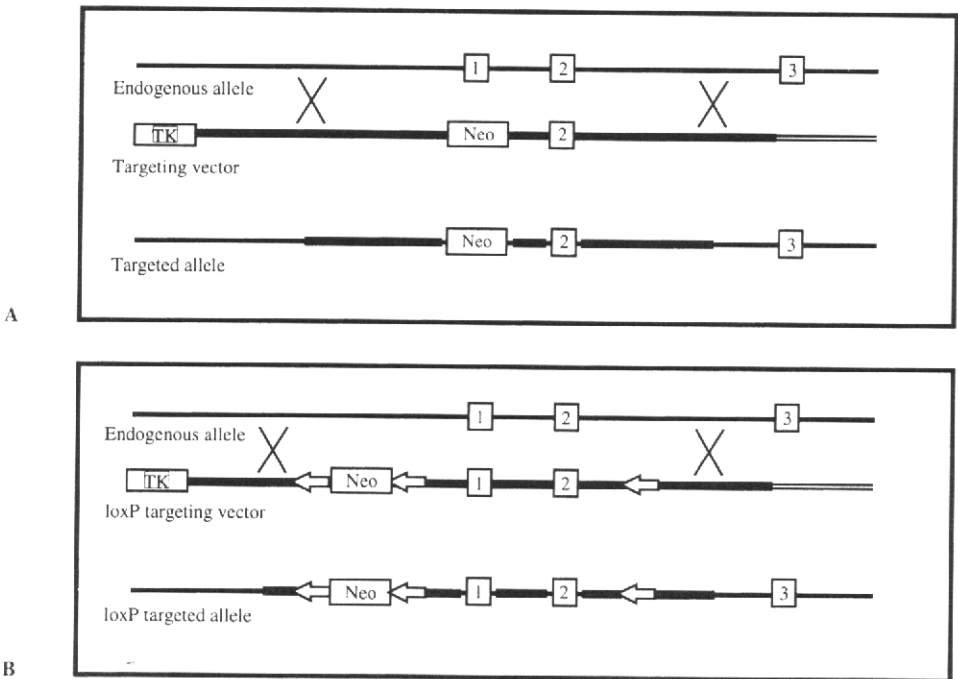 1 2 3
Endogenous allele
TK Neo 2
Targeting vector
Neo 2 3
Targeted allele
A
1 2 3
Endogenous allele
TK Neo 1 2
loxP targeting vector
Neo 1 2 3
loxP targeted allele
B